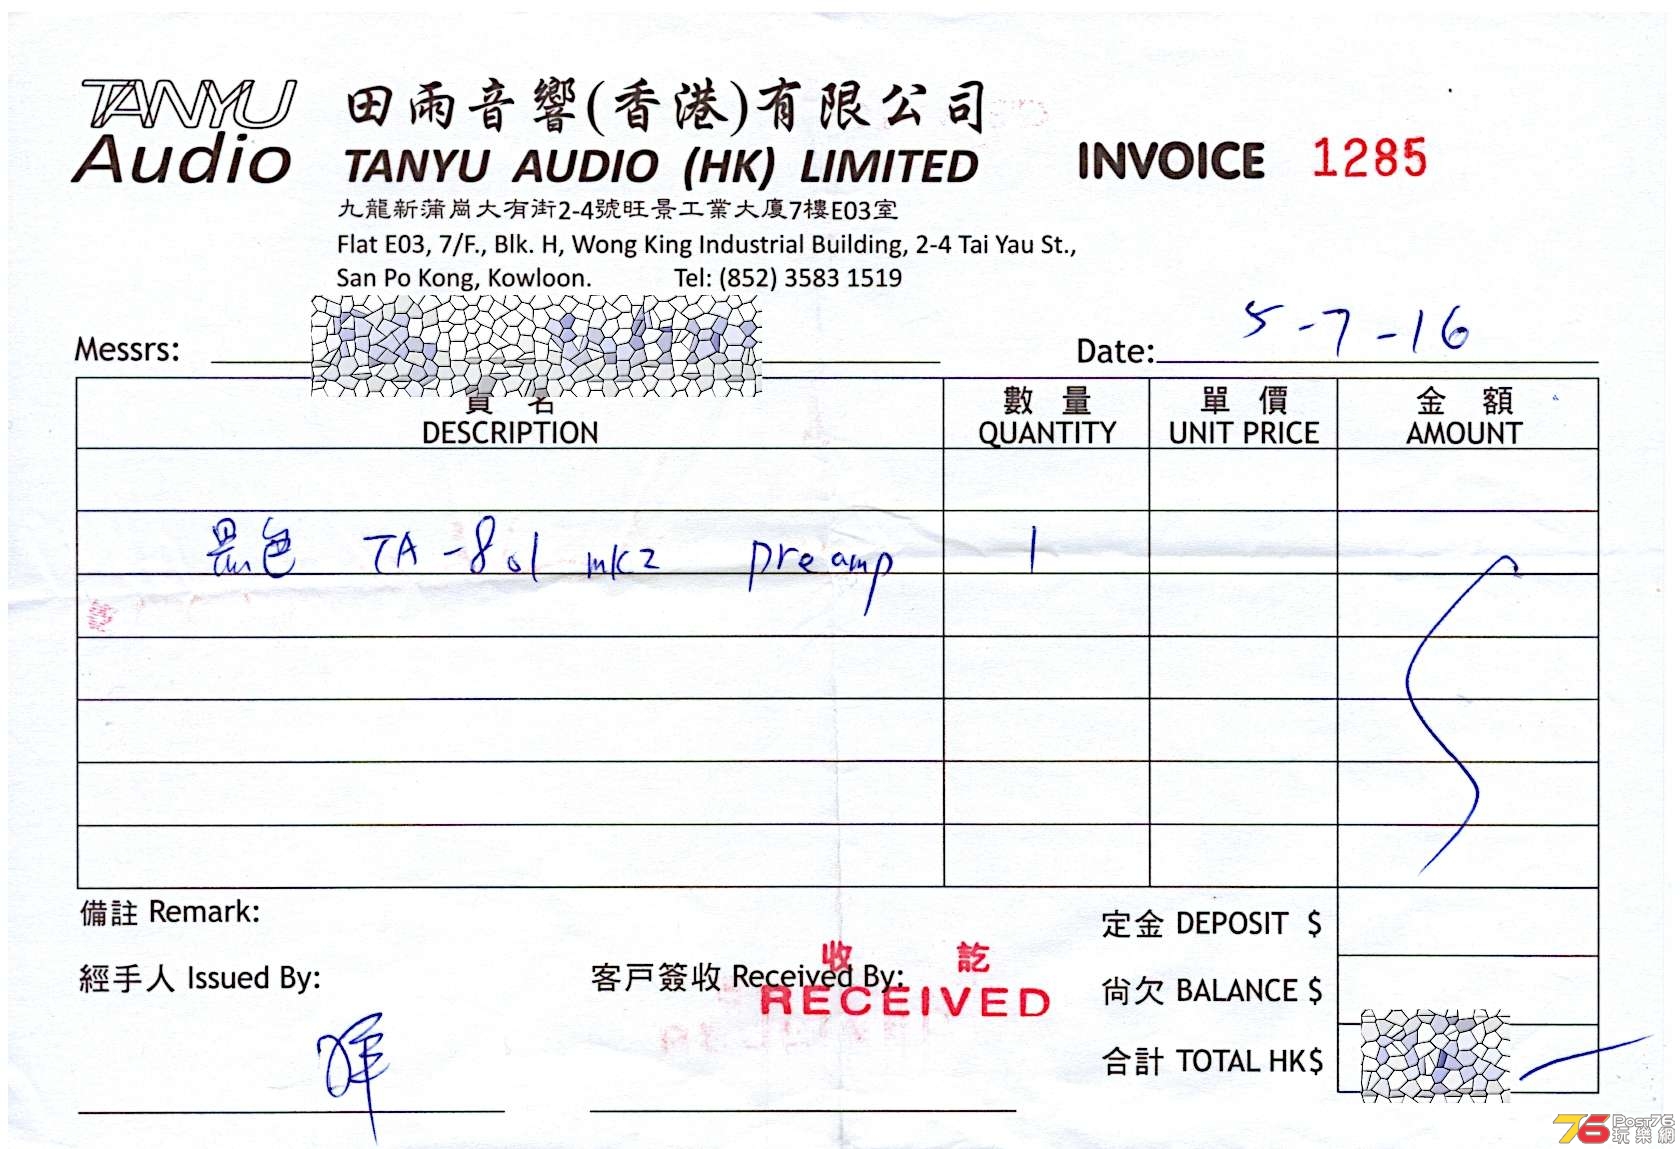 TANYU
Audio
田雨音響(香港)有限公司
TANYU AUDIO (HK) LIMITED
INVOICE 1285
九龍新蒲崗大有街2-4號旺景工業大廈7樓E03室
Flat E03, 7/F., Blk. H, Wong King Industrial Building, 2-4 Tai Yau St.,
San Po Kong, Kowloon. Tel: (852) 3583 1519
Messrs:
Date: 5-7-16
貨名 數量 單價 金額
DESCRIPTION QUANTITY UNIT PRICE AMOUNT
黑色 TA-801 mk2 preamp 1
備註 Remark:
定金 DEPOSIT $
收訖
經手人 Issued By:
客戶簽收 Received By:
RECEIVED
尚欠 BALANCE $
暉
合計 TOTAL HK$
76 Post76
玩樂網